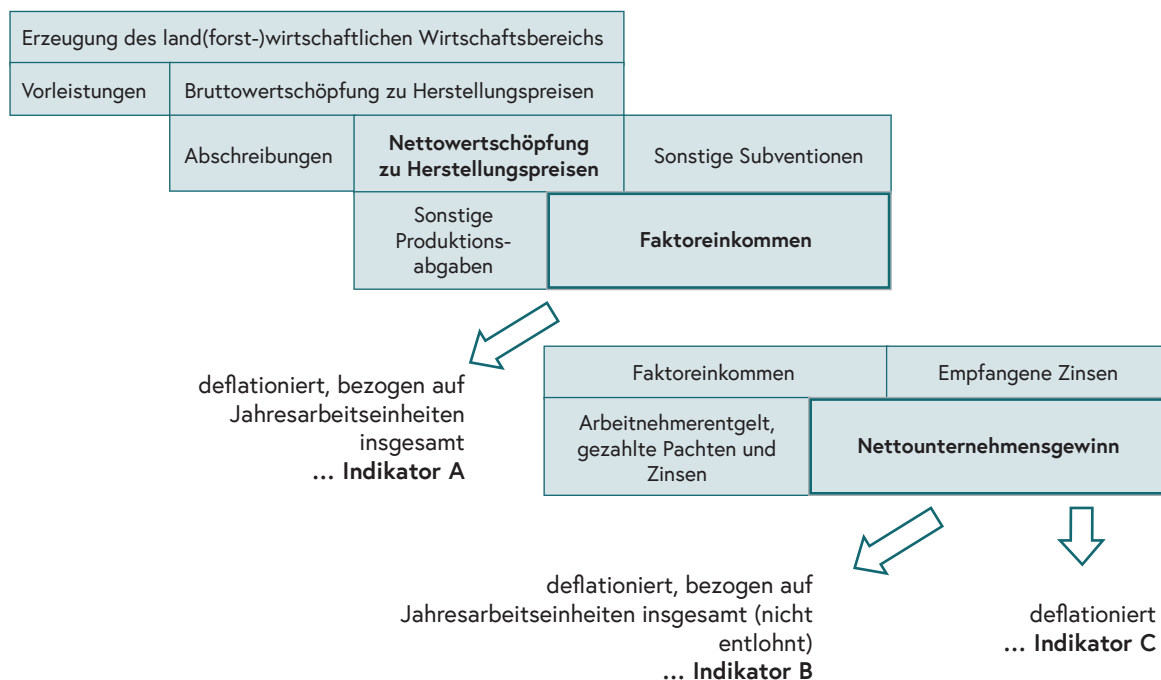 Erzeugung des land(forst-)wirtschaftlichen Wirtschaftsbereichs
Vorleistungen
Bruttowertschöpfung zu Herstellungspreisen
Abschreibungen
Nettowertschöpfung
zu Herstellungspreisen
Sonstige Subventionen
Sonstige
Produktions-
abgaben
Faktoreinkommen
deflationiert, bezogen auf
Jahresarbeitseinheiten
insgesamt
... Indikator A
Faktoreinkommen
Empfangene Zinsen
Arbeitnehmerentgelt,
gezahlte Pachten und
Zinsen
Nettounternehmensgewinn
deflationiert, bezogen auf
Jahresarbeitseinheiten insgesamt (nicht
entlohnt)
... Indikator B
deflationiert
... Indikator C